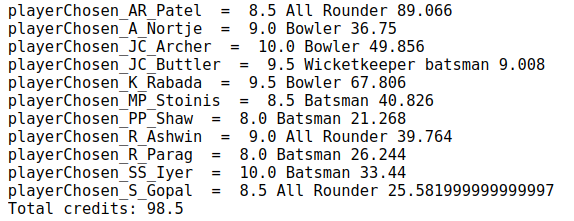 playerChosen_AR_Patel  =  8.5 All Rounder 89.066
playerChosen_A_Nortje  =  9.0 Bowler 36.75
playerChosen_JC_Archer  =  10.0 Bowler 49.856
playerChosen_JC_Buttler  =  9.5 Wicketkeeper batsman 9.008
playerChosen_K_Rabada  =  9.5 Bowler 67.806
playerChosen_MP_Stoinis  =  8.5 Batsman 40.826
playerChosen_PP_Shaw  =  8.0 Batsman 21.268
playerChosen_R_Ashwin  =  9.0 All Rounder 39.764
playerChosen_R_Parag  =  8.0 Batsman 26.244
playerChosen_SS_Iyer  =  10.0 Batsman 33.44
playerChosen_S_Gopal  =  8.5 All Rounder 25.581999999999997
Total credits: 98.5